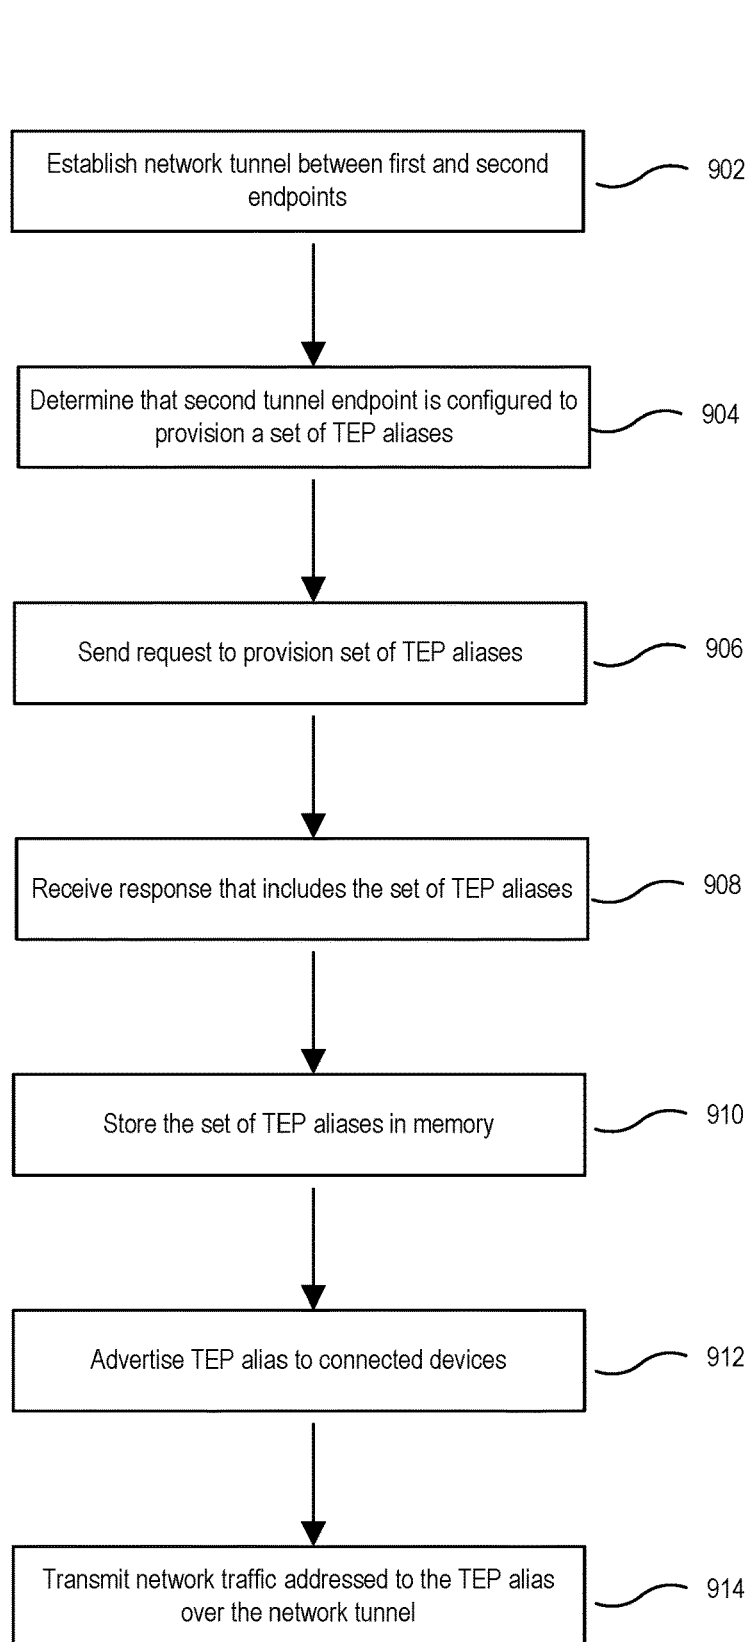 Establish network tunnel between first and second
endpoints
902
Determine that second tunnel endpoint is configured to
provision a set of TEP aliases
904
Send request to provision set of TEP aliases
906
Receive response that includes the set of TEP aliases
908
Store the set of TEP aliases in memory
910
Advertise TEP alias to connected devices
912
Transmit network traffic addressed to the TEP alias
over the network tunnel
914